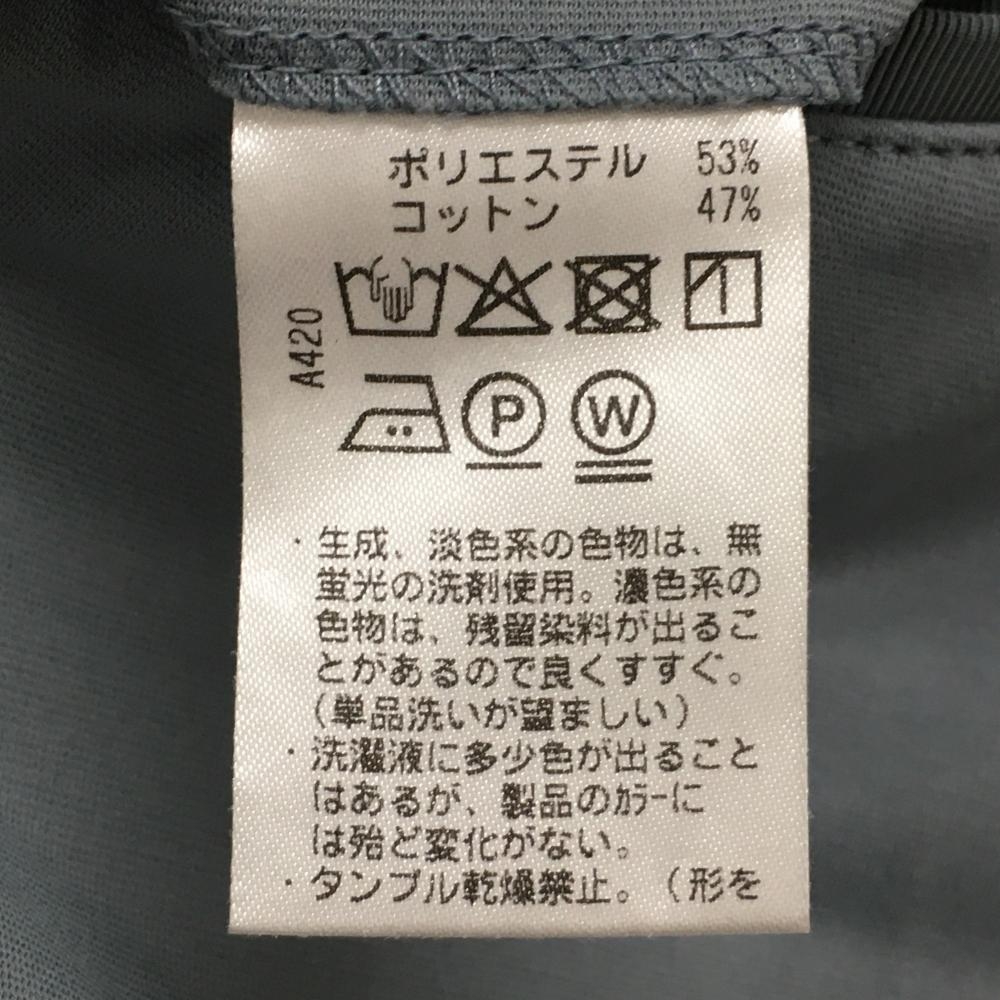 ポリエステル 53%
コットン 47%
A420
P W
・生成、淡色系の色物は、無
蛍光の洗剤使用。濃色系の
色物は、残留染料が出るこ
とがあるので良くすすぐ。
（単品洗いが望ましい）
・洗濯液に多少色が出ること
はあるが、製品のｶﾗｰに
は殆ど変化がない。
・タンブル乾燥禁止。（形を